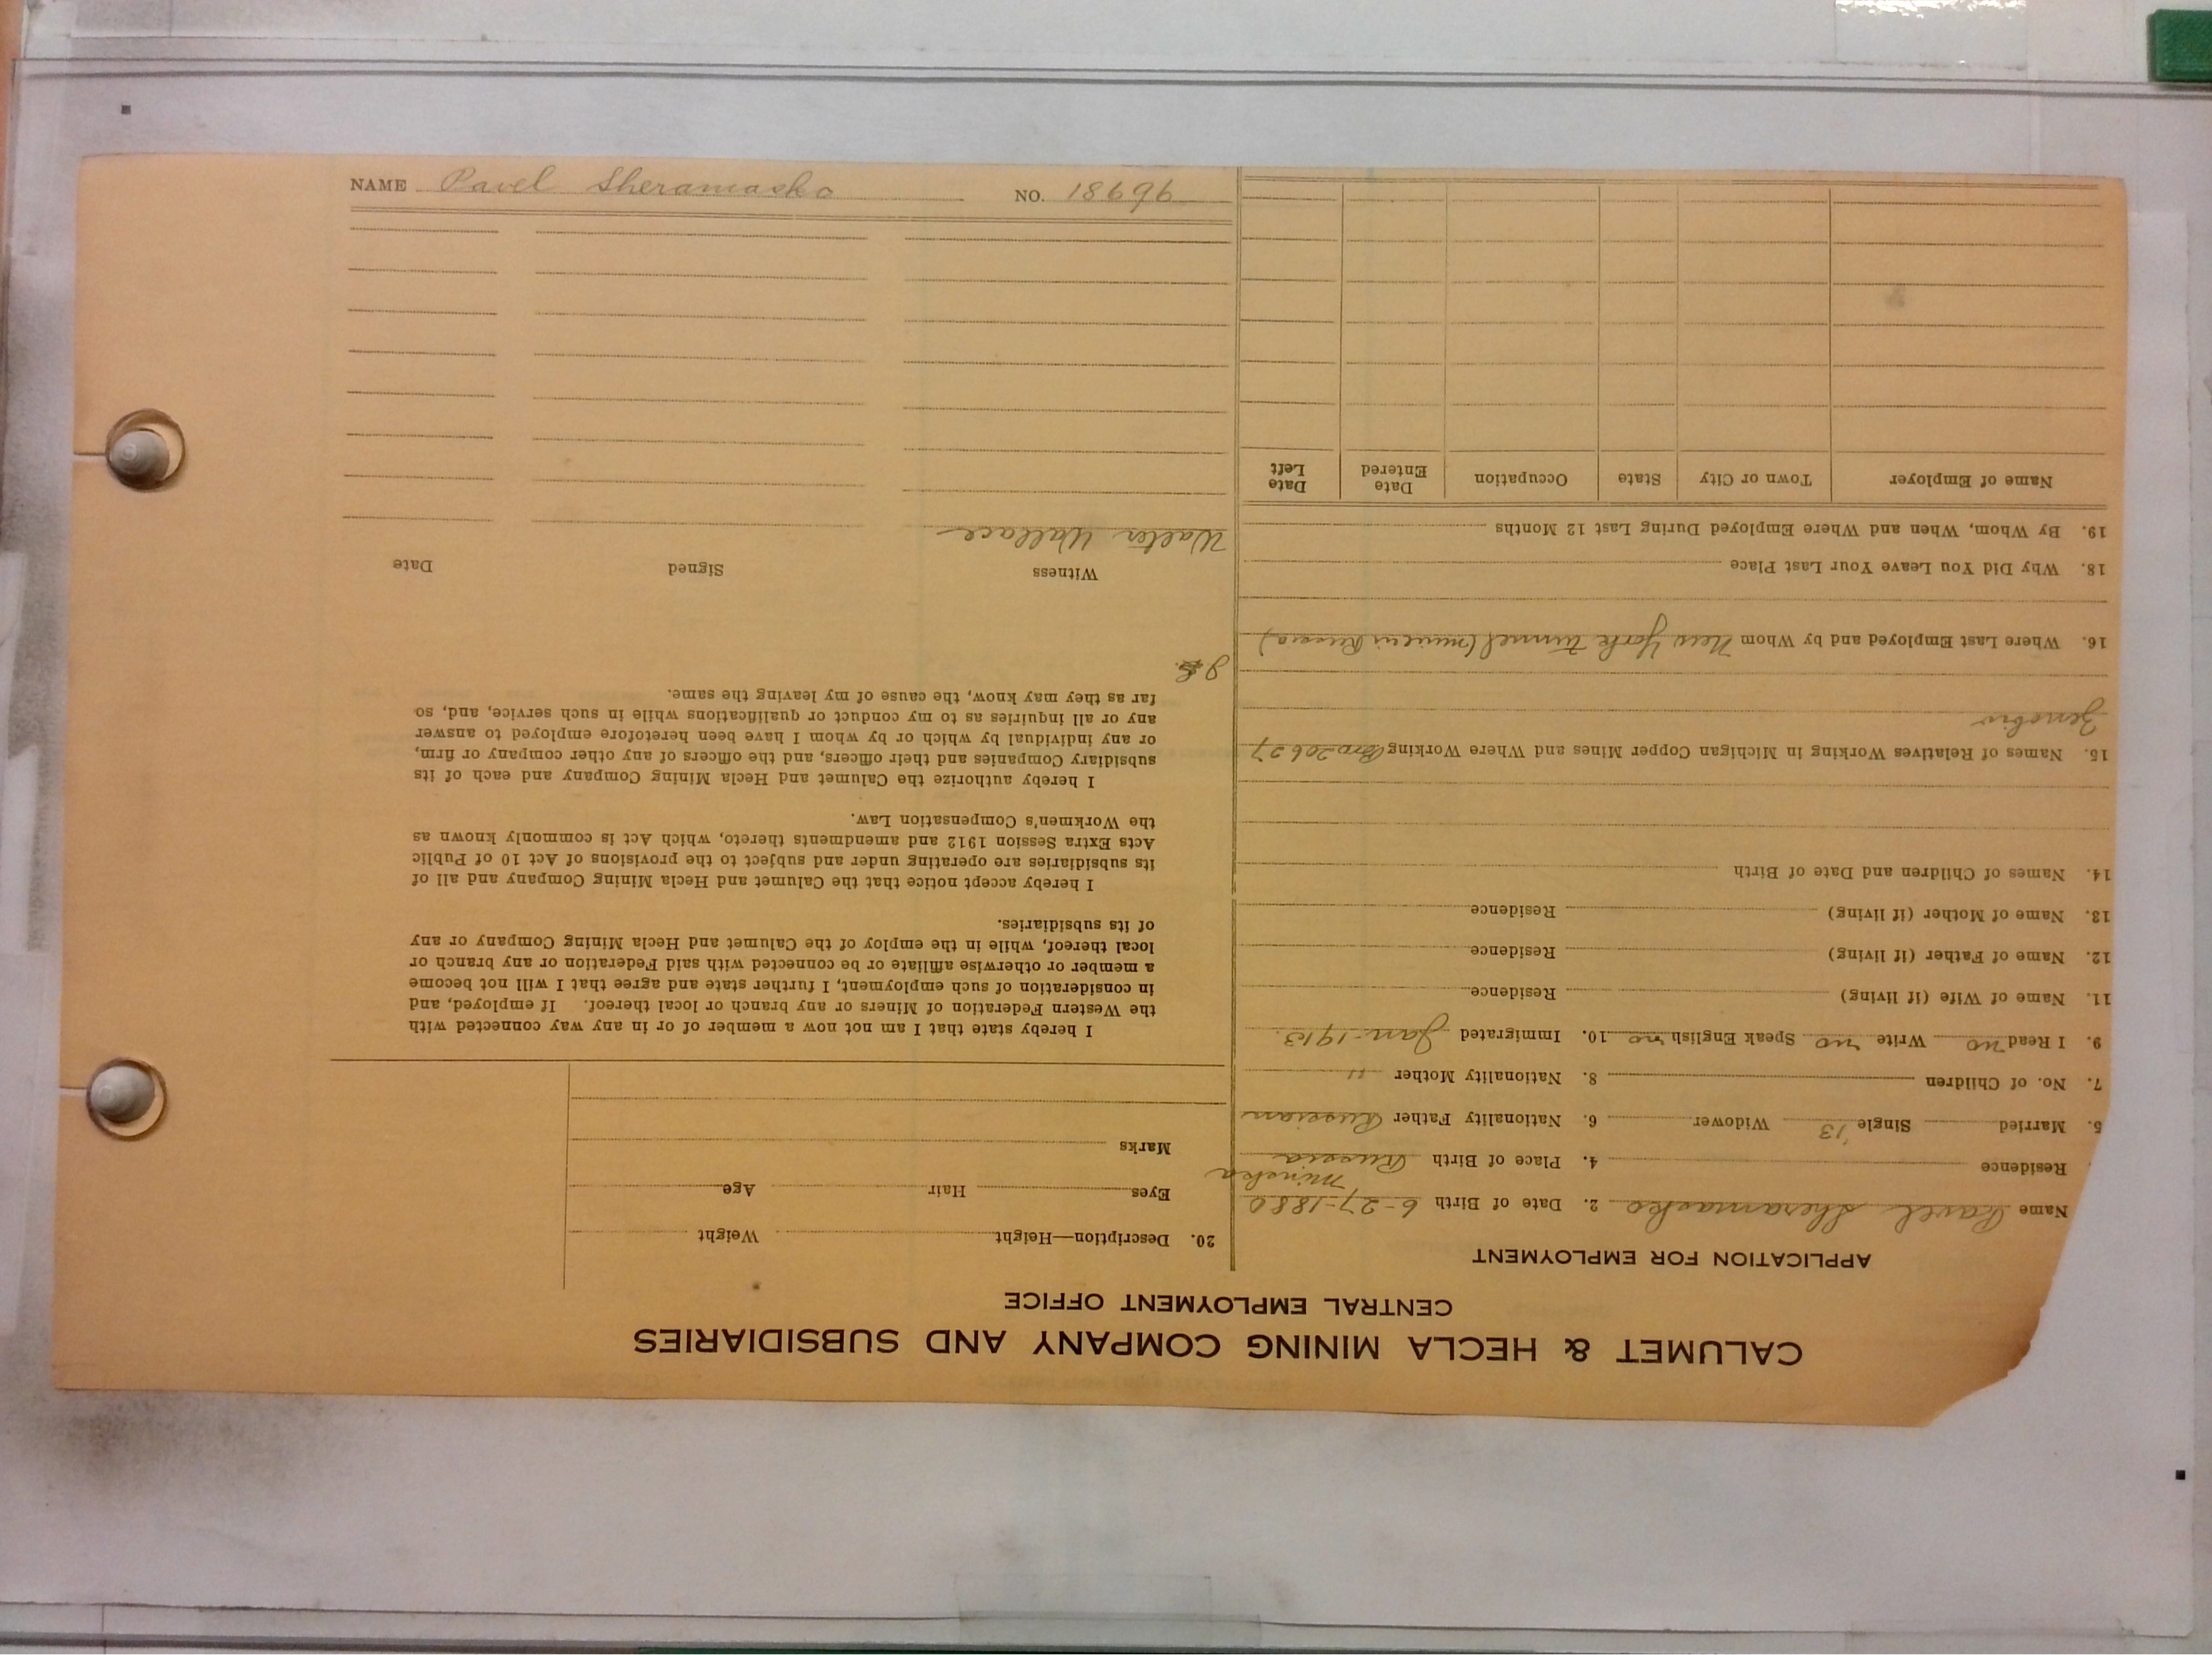 CALUMET & HECLA MINING COMPANY AND SUBSIDIARIES
CENTRAL EMPLOYMENT OFFICE
APPLICATION FOR EMPLOYMENT
Name Pavel Sheramasko 2. Date of Birth 6-27-1880
Minska
Residence 4. Place of Birth Russia
5. Married Single '13 Widower 6. Nationality Father Russian
7. No. of Children 8. Nationality Mother "
9. I Read no Write no Speak English no 10. Immigrated Jan-1913.
11. Name of Wife (if living) Residence
12. Name of Father (if living) Residence
13. Name of Mother (if living) Residence
14. Names of Children and Date of Birth
15. Names of Relatives Working in Michigan Copper Mines and Where Working 20627
16. Where Last Employed and by Whom New York tunnel (mine in Russia)
18. Why Did You Leave Your Last Place
19. By Whom, When and Where Employed During Last 12 Months
Name of Employer Town or City State Occupation Date Entered Date Left
20. Description—Height Weight
Eyes Hair Age
Marks
I hereby state that I am not now a member of or in any way connected with
the Western Federation of Miners or any branch or local thereof. If employed, and
in consideration of such employment, I further state and agree that I will not become
a member or otherwise affiliate or be connected with said Federation or any branch or
local thereof, while in the employ of the Calumet and Hecla Mining Company or any
of its subsidiaries.
I hereby accept notice that the Calumet and Hecla Mining Company and all of
its subsidiaries are operating under and subject to the provisions of Act 10 of Public
Acts Extra Session 1912 and amendments thereto, which Act is commonly known as
the Workmen's Compensation Law.
I hereby authorize the Calumet and Hecla Mining Company and each of its
subsidiary Companies and their officers, and the officers of any other company or firm,
or any individual by which or by whom I have been heretofore employed to answer
any or all inquiries as to my conduct or qualifications while in such service, and, so
far as they may know, the cause of my leaving the same.
Witness Signed Date
Walter Wallace
NAME Pavel Sheramasko NO. 18696